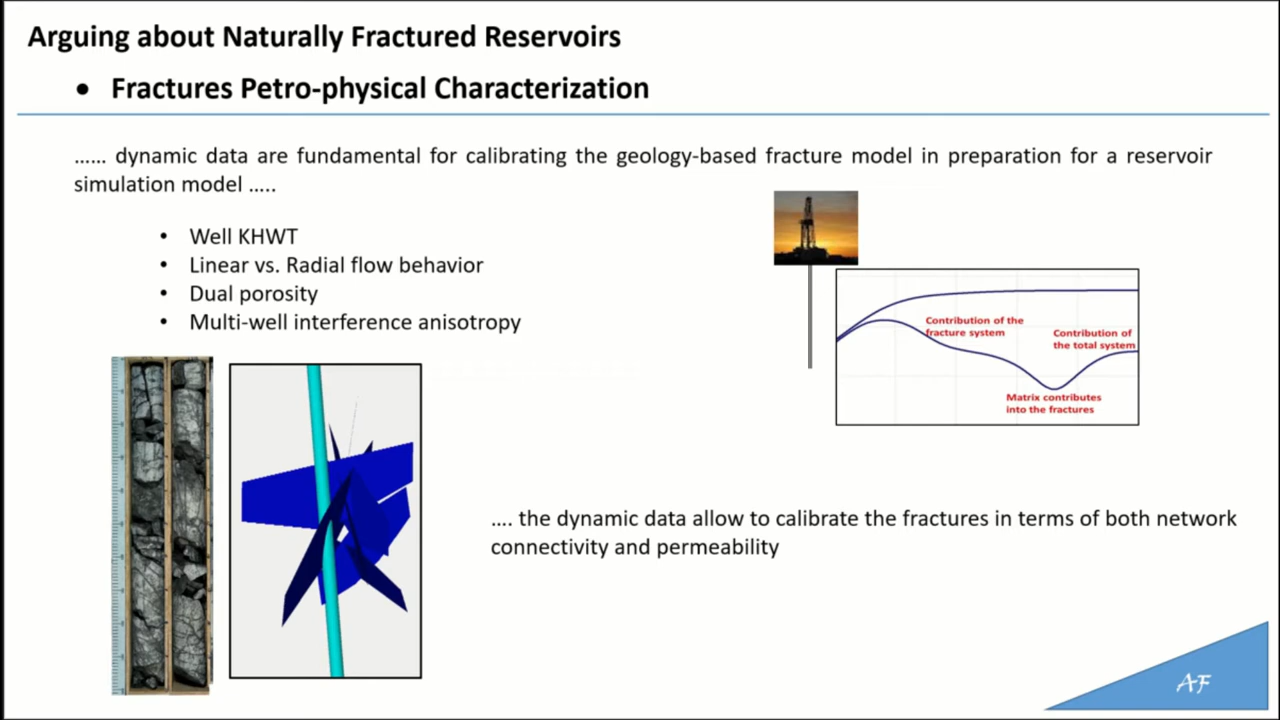 Arguing about Naturally Fractured Reservoirs
• Fractures Petro-physical Characterization
…… dynamic data are fundamental for calibrating the geology-based fracture model in preparation for a reservoir
simulation model …..
• Well KHWT
• Linear vs. Radial flow behavior
• Dual porosity
• Multi-well interference anisotropy
Contribution of the
fracture system
Contribution of
the total system
Matrix contributes
into the fractures
…. the dynamic data allow to calibrate the fractures in terms of both network
connectivity and permeability
AF